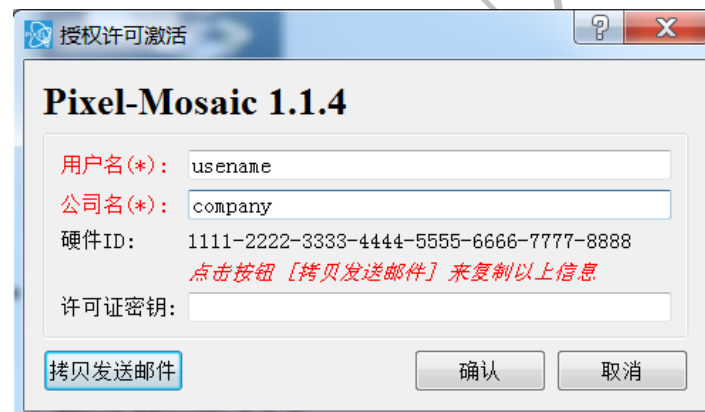 授权许可激活
Pixel-Mosaic 1.1.4
用户名(*): usename
公司名(*): company
硬件ID: 1111-2222-3333-4444-5555-6666-7777-8888
点击按钮 [拷贝发送邮件] 来复制以上信息
许可证密钥:
拷贝发送邮件 确认 取消